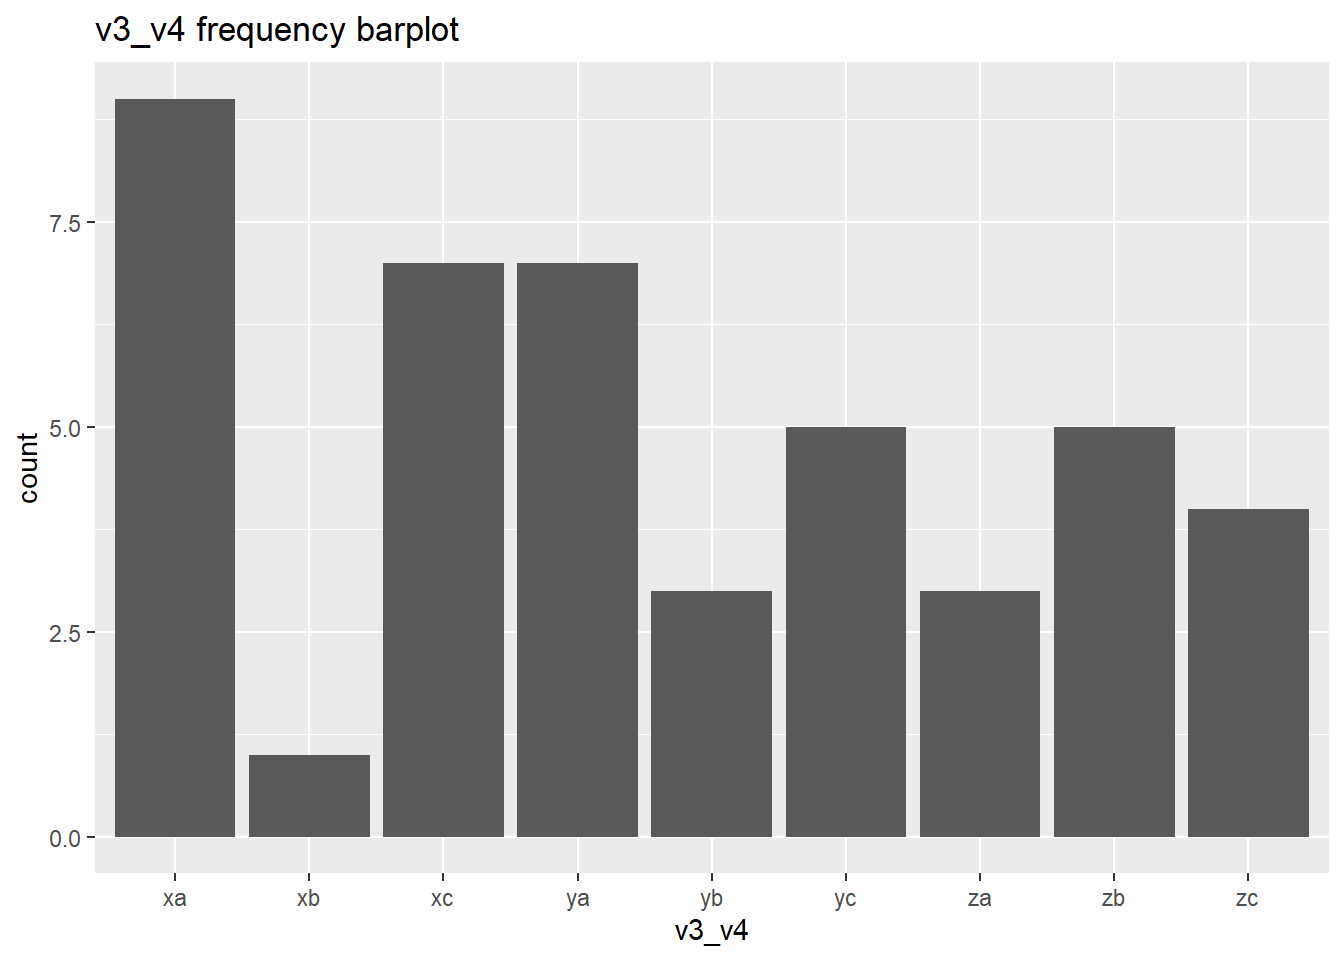 v3_v4 frequency barplot
7.5
5.0
2.5
0.0
count
xa xb xc ya yb yc za zb zc
v3_v4